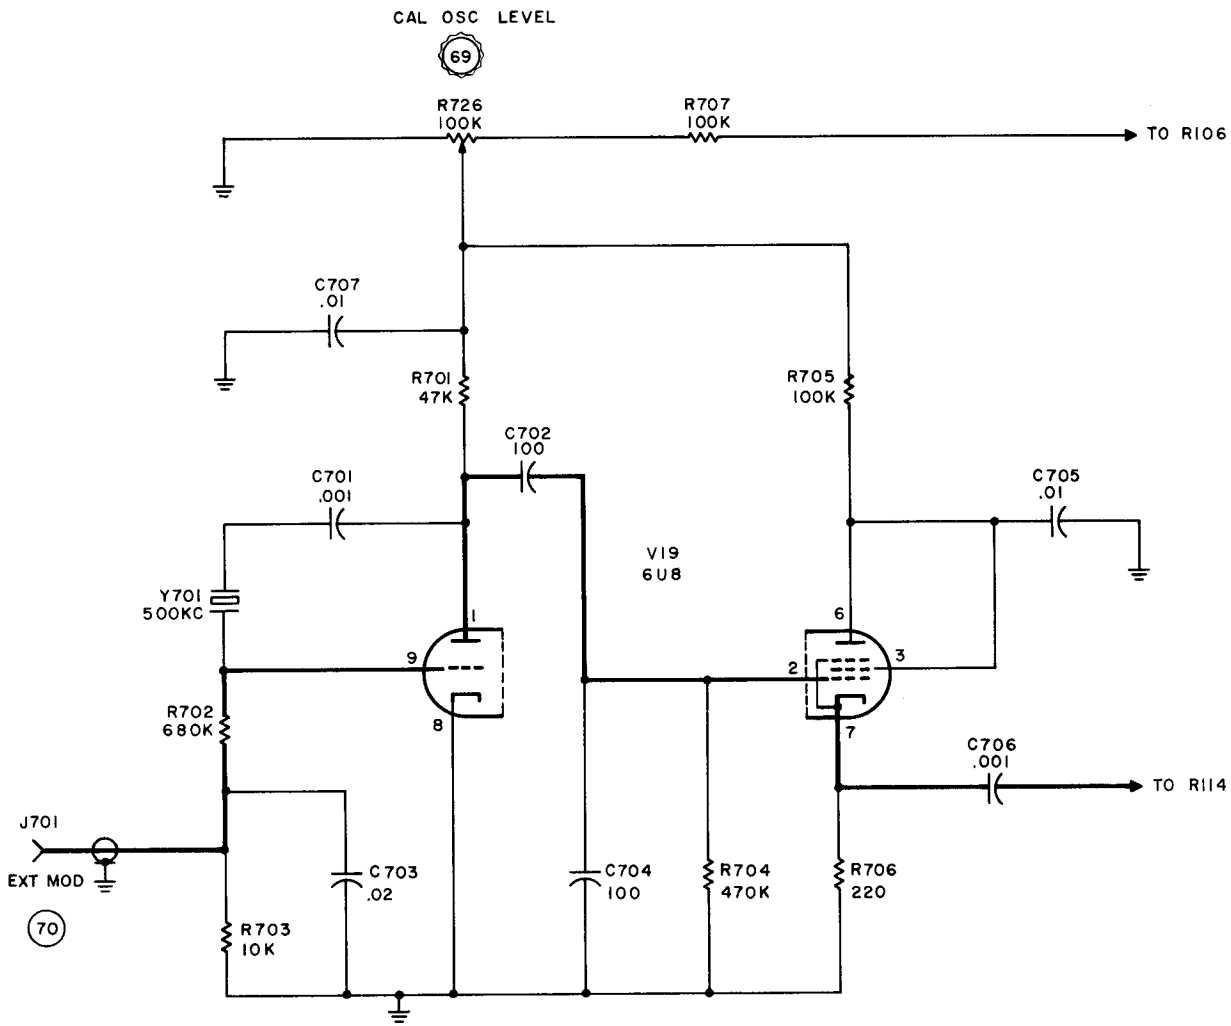 CAL OSC LEVEL
69
R726
100K
R707
100K
TO R106
C707
.01
R701
47K
R705
100K
C702
100
C701
.001
C705
.01
V19
6U8
Y701
500KC
1
9
8
6
2
3
7
R702
680K
C706
.001
TO R114
J701
EXT MOD
70
C703
.02
C704
100
R704
470K
R706
220
R703
10K